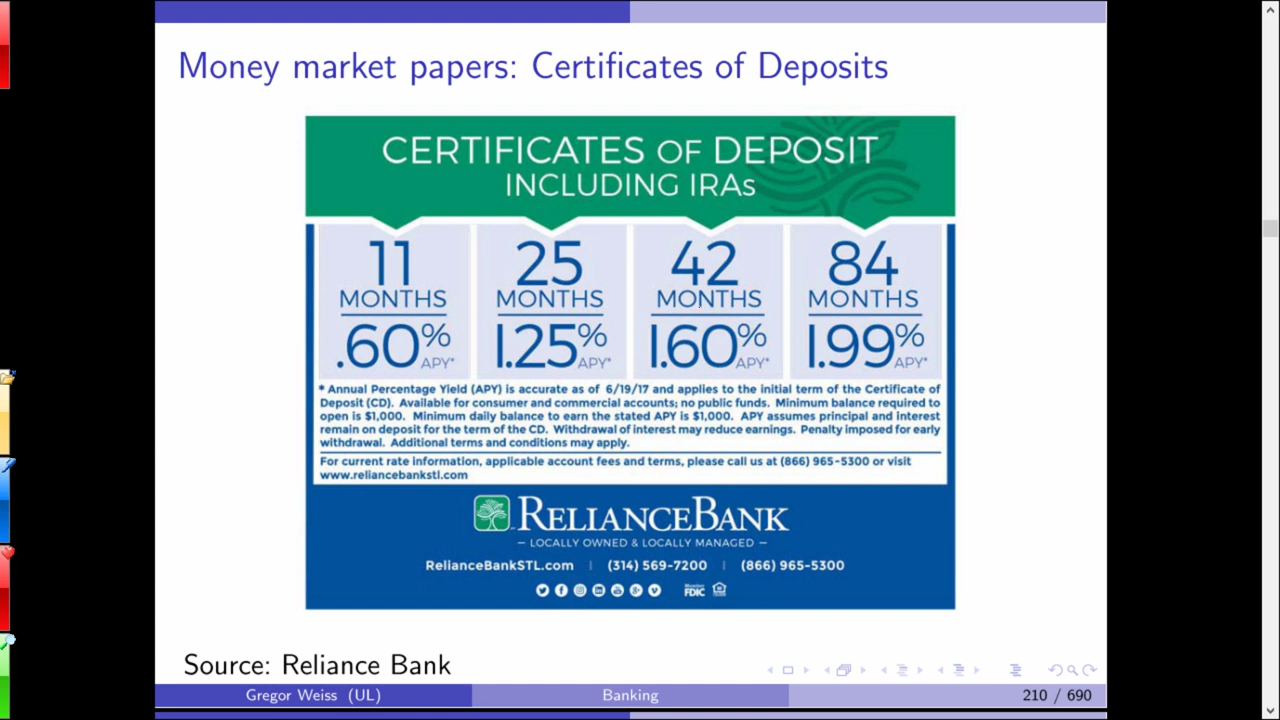 Money market papers: Certificates of Deposits
CERTIFICATES OF DEPOSIT
INCLUDING IRAs
11
MONTHS
.60%
APY*
25
MONTHS
1.25%
APY*
42
MONTHS
1.60%
APY*
84
MONTHS
1.99%
APY*
* Annual Percentage Yield (APY) is accurate as of 6/19/17 and applies to the initial term of the Certificate of
Deposit (CD). Available for consumer and commercial accounts; no public funds. Minimum balance required to
open is $1,000. Minimum daily balance to earn the stated APY is $1,000. APY assumes principal and interest
remain on deposit for the term of the CD. Withdrawal of interest may reduce earnings. Penalty imposed for early
withdrawal. Additional terms and conditions may apply.
For current rate information, applicable account fees and terms, please call us at (866) 965-5300 or visit
www.reliancebankstl.com
RELIANCEBANK
– LOCALLY OWNED & LOCALLY MANAGED –
RelianceBankSTL.com | (314) 569-7200 | (866) 965-5300
Member
FDIC
Source: Reliance Bank
Gregor Weiss (UL) Banking 210 / 690